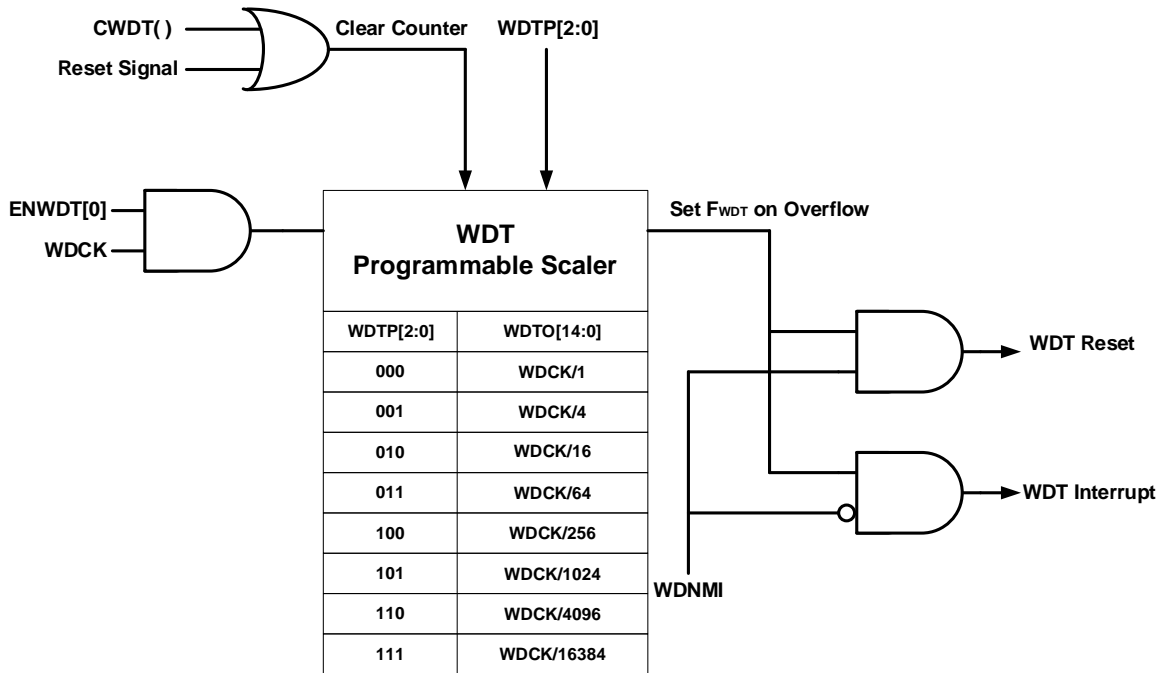 CWDT( )
Reset Signal
Clear Counter
WDTP[2:0]
ENWDT[0]
WDCK
WDT
Programmable Scaler
Set FWDT on Overflow
WDTP[2:0] WDTO[14:0]
000 WDCK/1
001 WDCK/4
010 WDCK/16
011 WDCK/64
100 WDCK/256
101 WDCK/1024
110 WDCK/4096
111 WDCK/16384
WDT Reset
WDT Interrupt
WDNMI